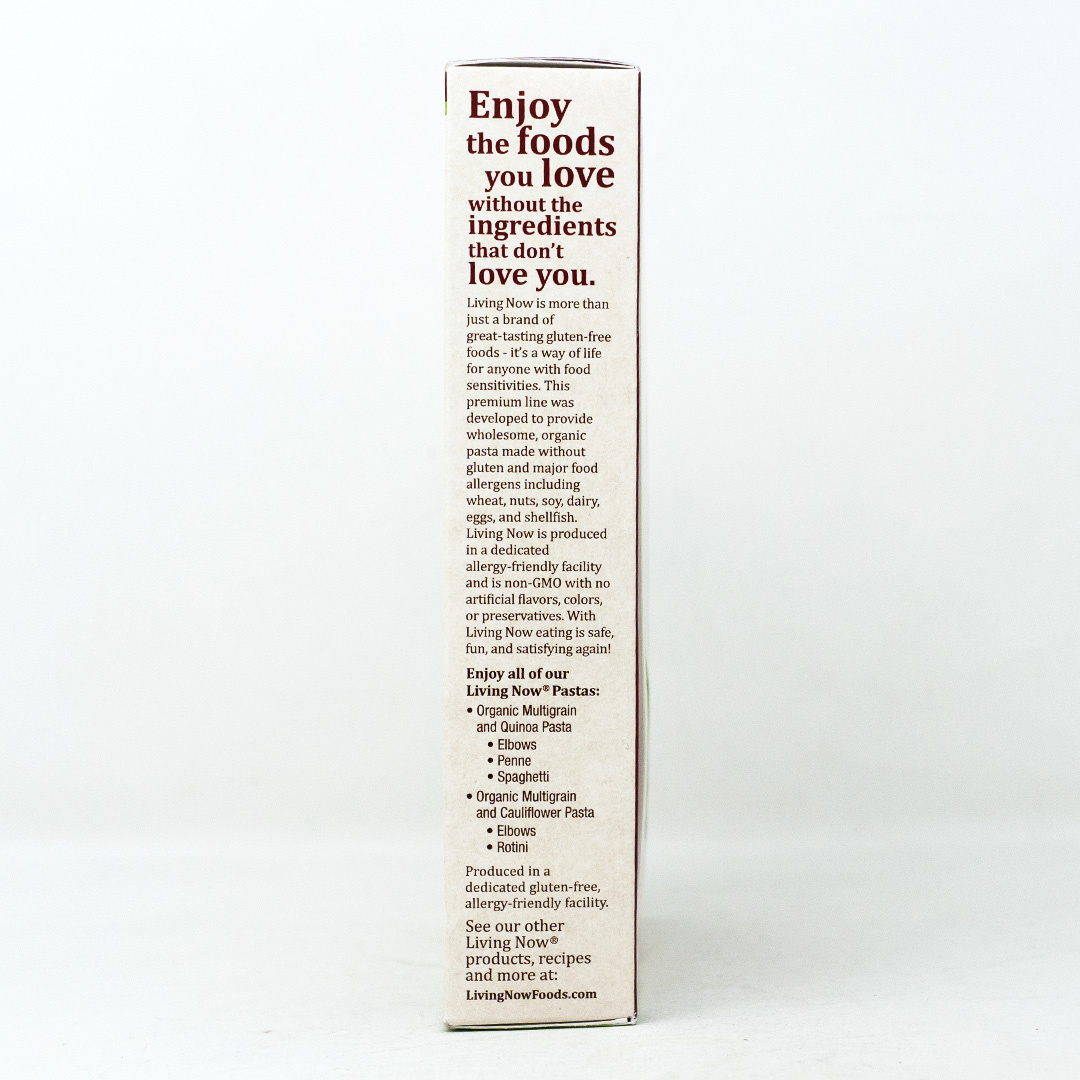 Enjoy
the foods
you love
without the
ingredients
that don't
love you.
Living Now is more than
just a brand of
great-tasting gluten-free
foods - it's a way of life
for anyone with food
sensitivities. This
premium line was
developed to provide
wholesome, organic
pasta made without
gluten and major food
allergens including
wheat, nuts, soy, dairy,
eggs, and shellfish.
Living Now is produced
in a dedicated
allergy-friendly facility
and is non-GMO with no
artificial flavors, colors,
or preservatives. With
Living Now eating is safe,
fun, and satisfying again!
Enjoy all of our
Living Now® Pastas:
• Organic Multigrain
and Quinoa Pasta
• Elbows
• Penne
• Spaghetti
• Organic Multigrain
and Cauliflower Pasta
• Elbows
• Rotini
Produced in a
dedicated gluten-free,
allergy-friendly facility.
See our other
Living Now®
products, recipes
and more at:
LivingNowFoods.com